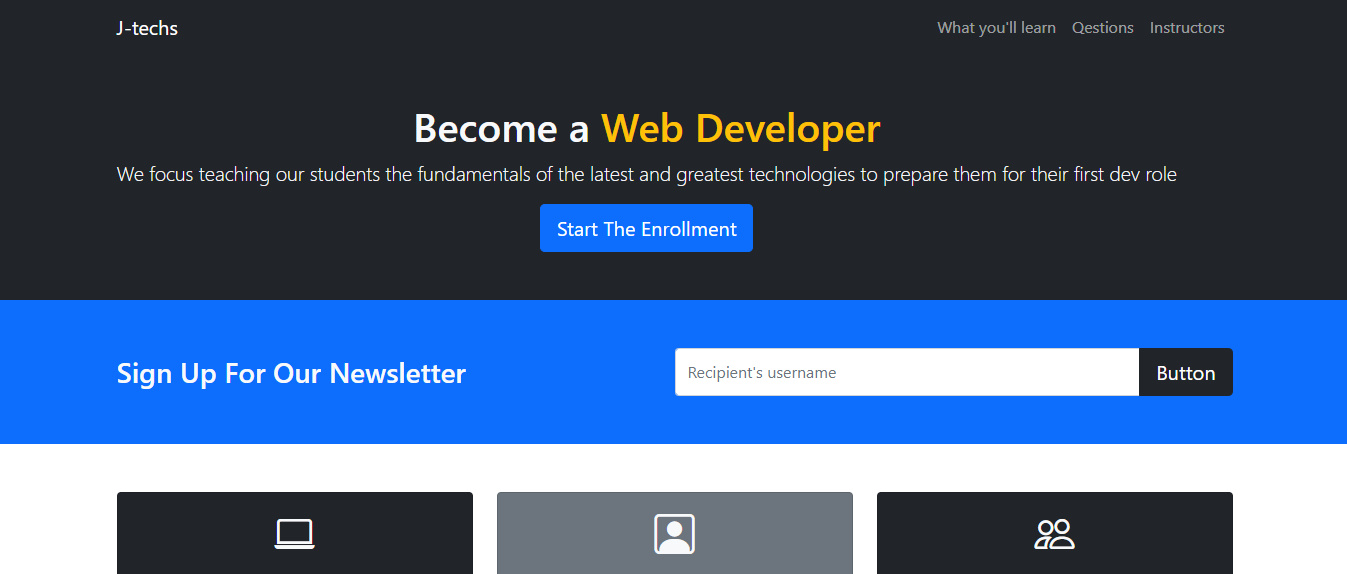 J-techs
What you'll learn Qestions Instructors
Become a Web Developer
We focus teaching our students the fundamentals of the latest and greatest technologies to prepare them for their first dev role
Start The Enrollment
Sign Up For Our Newsletter
Recipient's username
Button